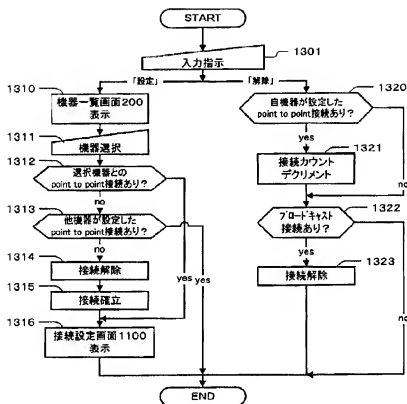 START
1301
入力指示
「設定」
「解除」
1310
機器一覧画面200
表示
1311
機器選択
1312
選択機器との
point to point接続あり?
no
1313
他機器が設定した
point to point接続あり?
no
1314
接続解除
yes
yes
1315
接続確立
1316
接続設定画面1100
表示
1320
自機器が設定した
point to point接続あり?
yes
1321
接続カウント
デクリメント
no
1322
ブロードキャスト
接続あり?
yes
1323
接続解除
no
END